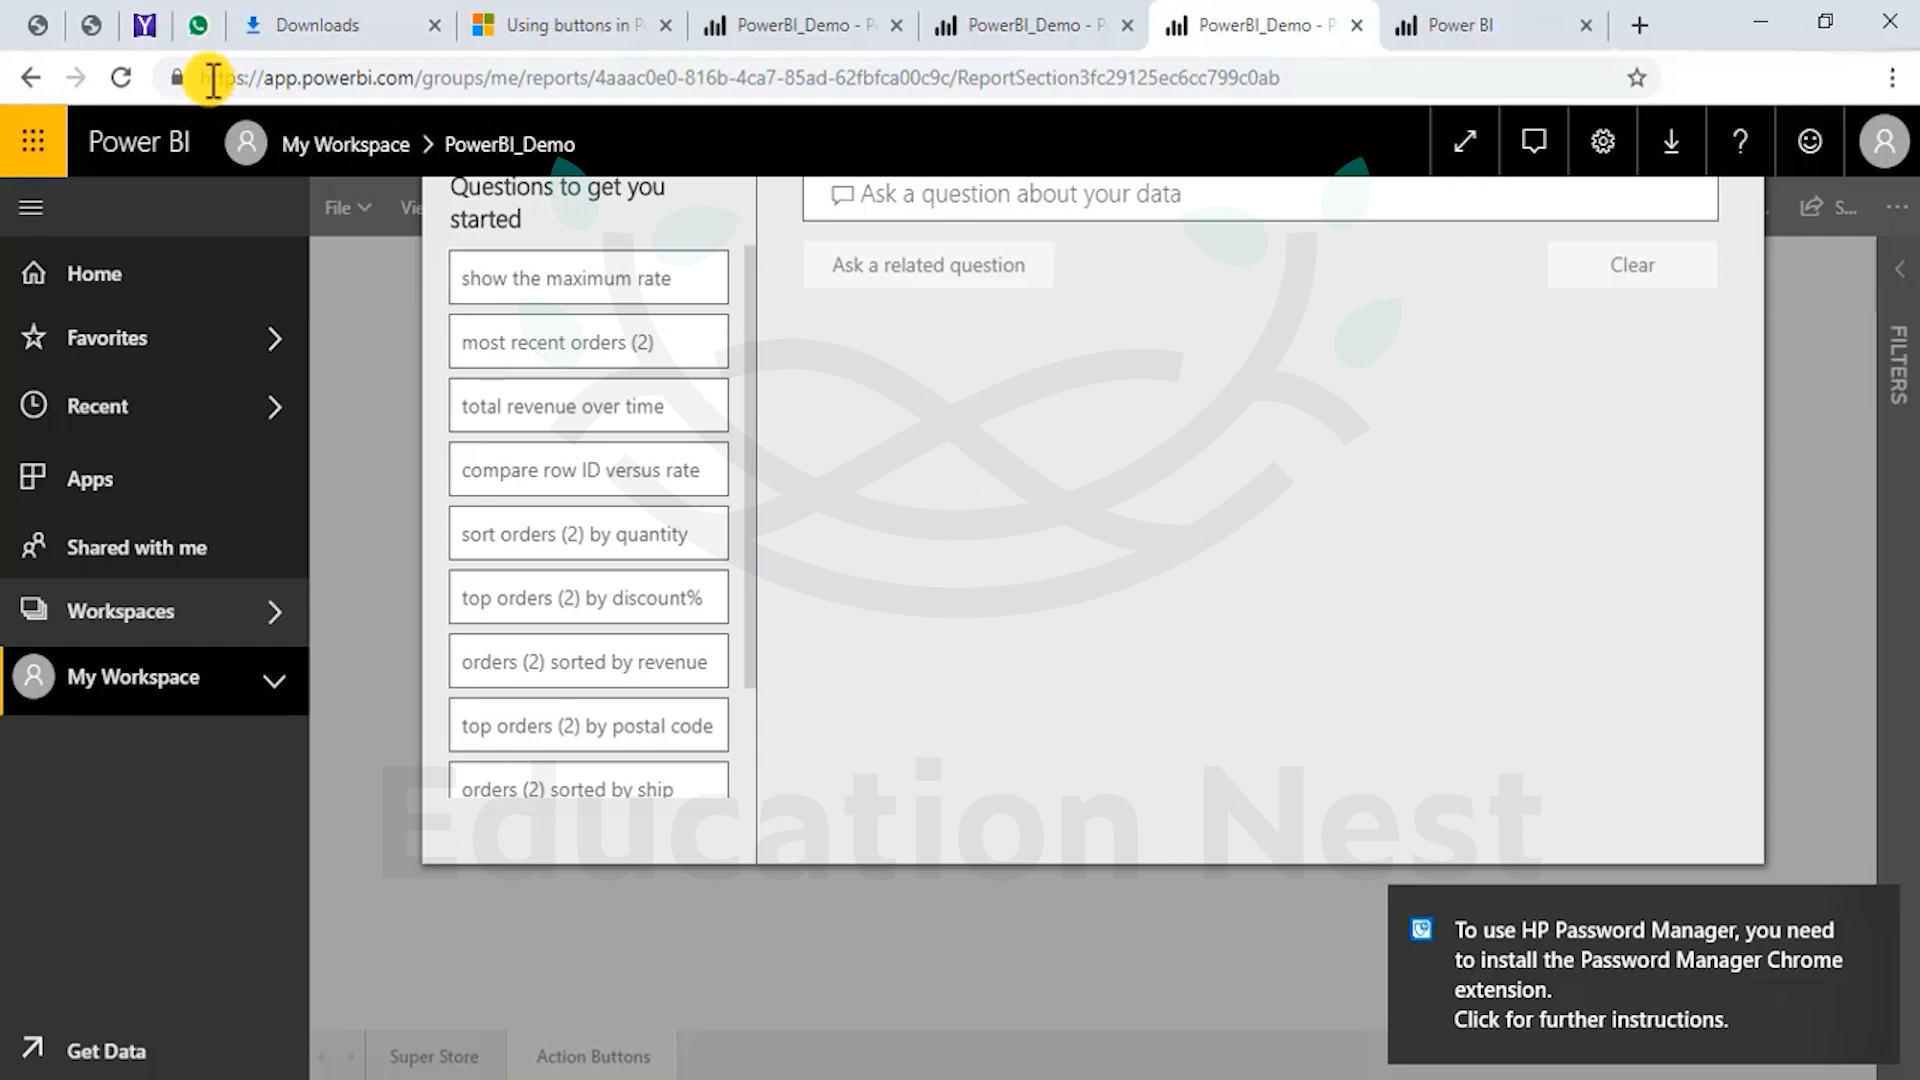 Downloads
Using buttons in P
PowerBI_Demo - P
PowerBI_Demo - P
PowerBI_Demo - P
Power BI
https://app.powerbi.com/groups/me/reports/4aaac0e0-816b-4ca7-85ad-62fbfca00c9c/ReportSection3fc29125ec6cc799c0ab
Power BI
My Workspace > PowerBI_Demo
File
Vie
S...
Home
Favorites
Recent
Apps
Shared with me
Workspaces
My Workspace
Get Data
Questions to get you
started
show the maximum rate
most recent orders (2)
total revenue over time
compare row ID versus rate
sort orders (2) by quantity
top orders (2) by discount%
orders (2) sorted by revenue
top orders (2) by postal code
orders (2) sorted by ship
Ask a question about your data
Ask a related question
Clear
FILTERS
Education Nest
To use HP Password Manager, you need
to install the Password Manager Chrome
extension.
Click for further instructions.
Super Store
Action Buttons